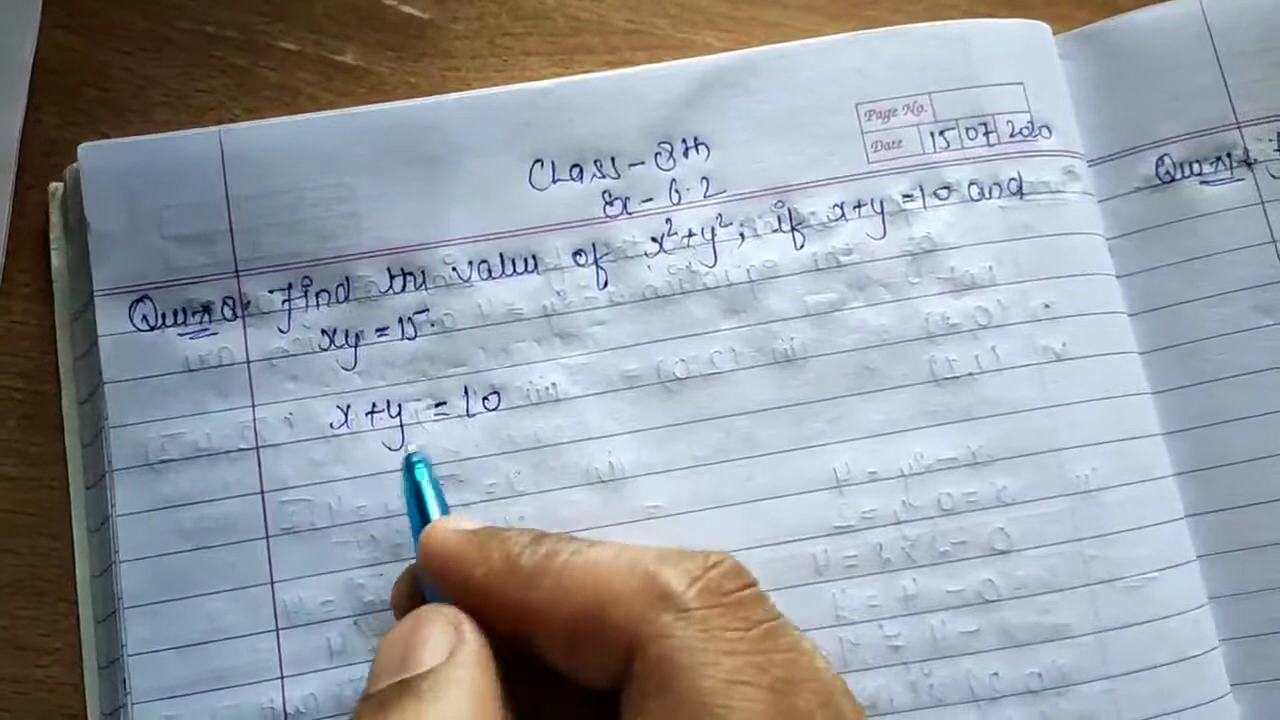 Page No.
Date 15 07 2020
Class - 8th
Ex - 6.2
Ques 8: Find the value of x²+y², if x+y=10 and
xy = 15.
x + y = 10